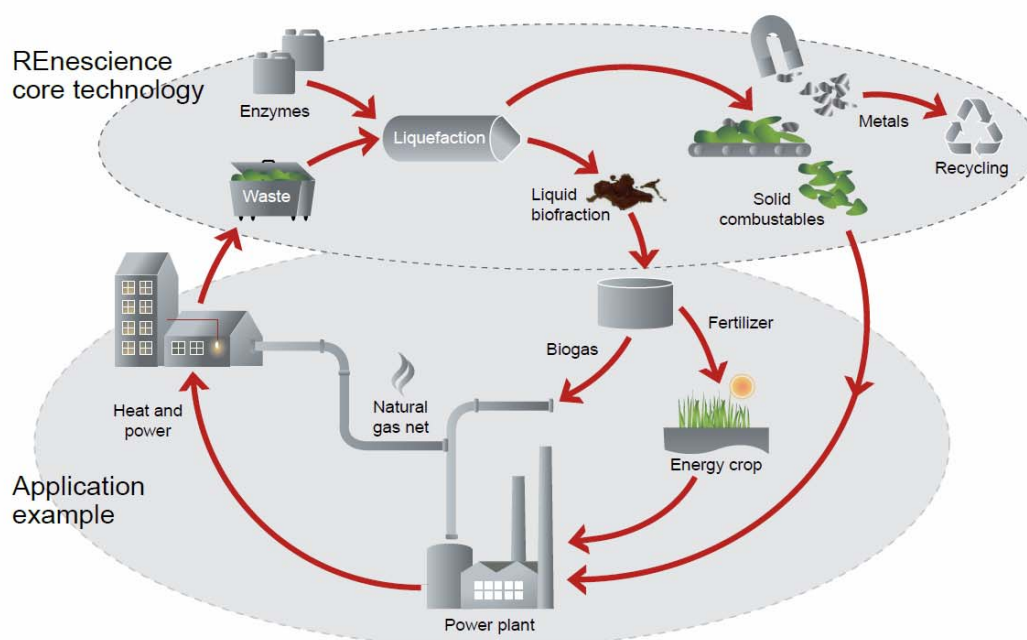 REnescience
core technology
Enzymes
Liquefaction
Metals
Recycling
Waste
Liquid
biofraction
Solid
combustables
Fertilizer
Biogas
Natural
gas net
Heat and
power
Energy crop
Application
example
Power plant